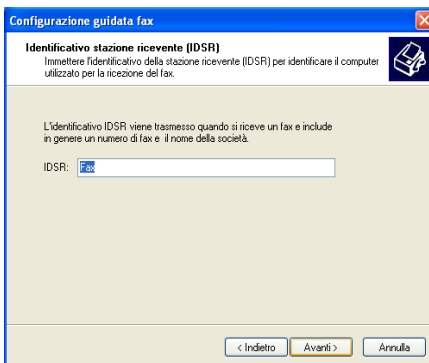 Configurazione guidata fax
Identificativo stazione ricevente (IDSR)
Immettere l'identificativo della stazione ricevente (IDSR) per identificare il computer
utilizzato per la ricezione del fax.
L'identificativo IDSR viene trasmesso quando si riceve un fax e include
in genere un numero di fax e il nome della società.
IDSR: Fax
< Indietro Avanti > Annulla